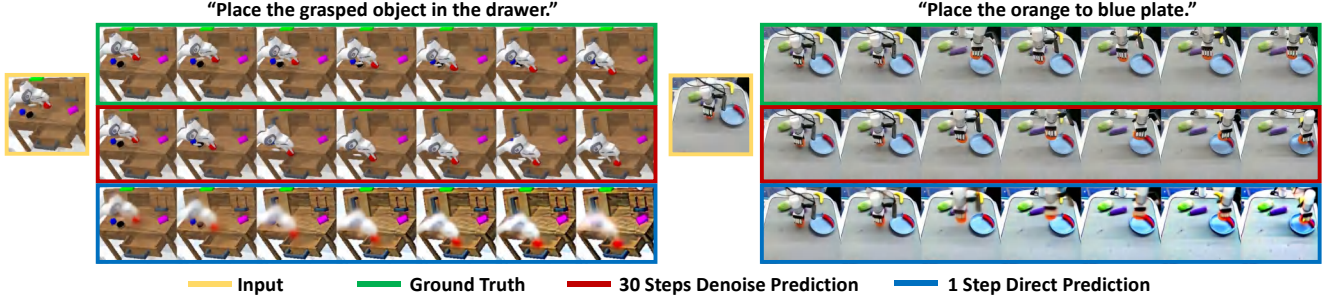 “Place the grasped object in the drawer.”
“Place the orange to blue plate.”
Input
Ground Truth
30 Steps Denoise Prediction
1 Step Direct Prediction